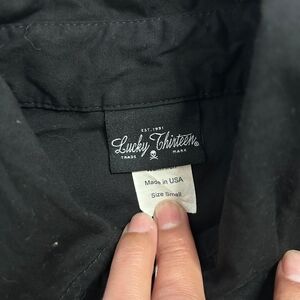 EST. 1991
Lucky Thirteen®
TRADE MARK
Made in USA
Size Small